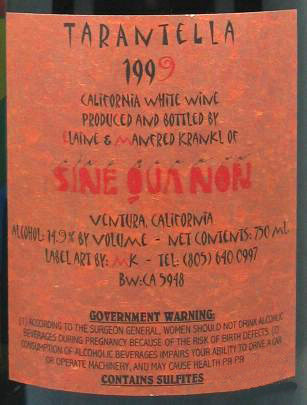 TARANTELLA
1999
CALIFORNIA WHITE WINE
PRODUCED AND BOTTLED BY
ELAINE & MANFRED KRANKL OF
SINE QUA NON
VENTURA, CALIFORNIA
ALCOHOL: 14.9% BY VOLUME - NET CONTENTS: 750 ML
LABEL ART BY: MK - TEL: (805) 640 0997
BW:CA 5948
GOVERNMENT WARNING:
(1) ACCORDING TO THE SURGEON GENERAL, WOMEN SHOULD NOT DRINK ALCOHOLIC
BEVERAGES DURING PREGNANCY BECAUSE OF THE RISK OF BIRTH DEFECTS. (2)
CONSUMPTION OF ALCOHOLIC BEVERAGES IMPAIRS YOUR ABILITY TO DRIVE A CAR
OR OPERATE MACHINERY, AND MAY CAUSE HEALTH
CONTAINS SULFITES